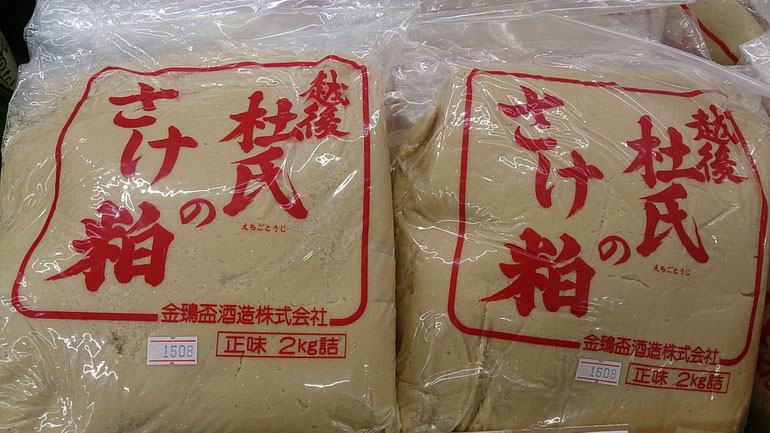 越後
杜氏の
えちごとうじ
さけ粕
金鵄盃酒造株式会社
正味 2kg詰
1508
越後
杜氏の
えちごとうじ
さけ粕
金鵄盃酒造株式会社
正味 2kg詰
1508